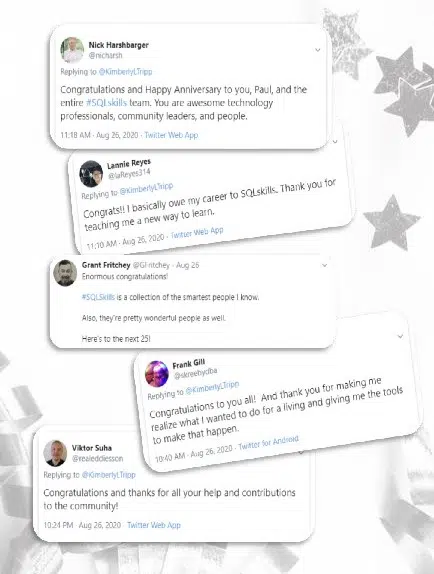 Nick Harshbarger
@nicharsh
Replying to @KimberlyLTripp
Congratulations and Happy Anniversary to you, Paul, and the
entire #SQLskills team. You are awesome technology
professionals, community leaders, and people.
11:18 AM · Aug 26, 2020 · Twitter Web App
Lannie Reyes
@laReyes314
Replying to @KimberlyLTripp
Congrats!! I basically owe my career to SQLskills. Thank you for
teaching me a new way to learn.
11:10 AM · Aug 26, 2020 · Twitter Web App
Grant Fritchey @GFritchey · Aug 26
Enormous congratulations!
#SQLSkills is a collection of the smartest people I know.
Also, they're pretty wonderful people as well.
Here's to the next 25!
Frank Gill
@skreebydba
Replying to @KimberlyLTripp
Congratulations to you all! And thank you for making me
realize what I wanted to do for a living and giving me the tools
to make that happen.
10:40 AM · Aug 26, 2020 · Twitter for Android
Viktor Suha
@realeddiesson
Replying to @KimberlyLTripp
Congratulations and thanks for all your help and contributions
to the community!
10:24 PM · Aug 26, 2020 · Twitter Web App